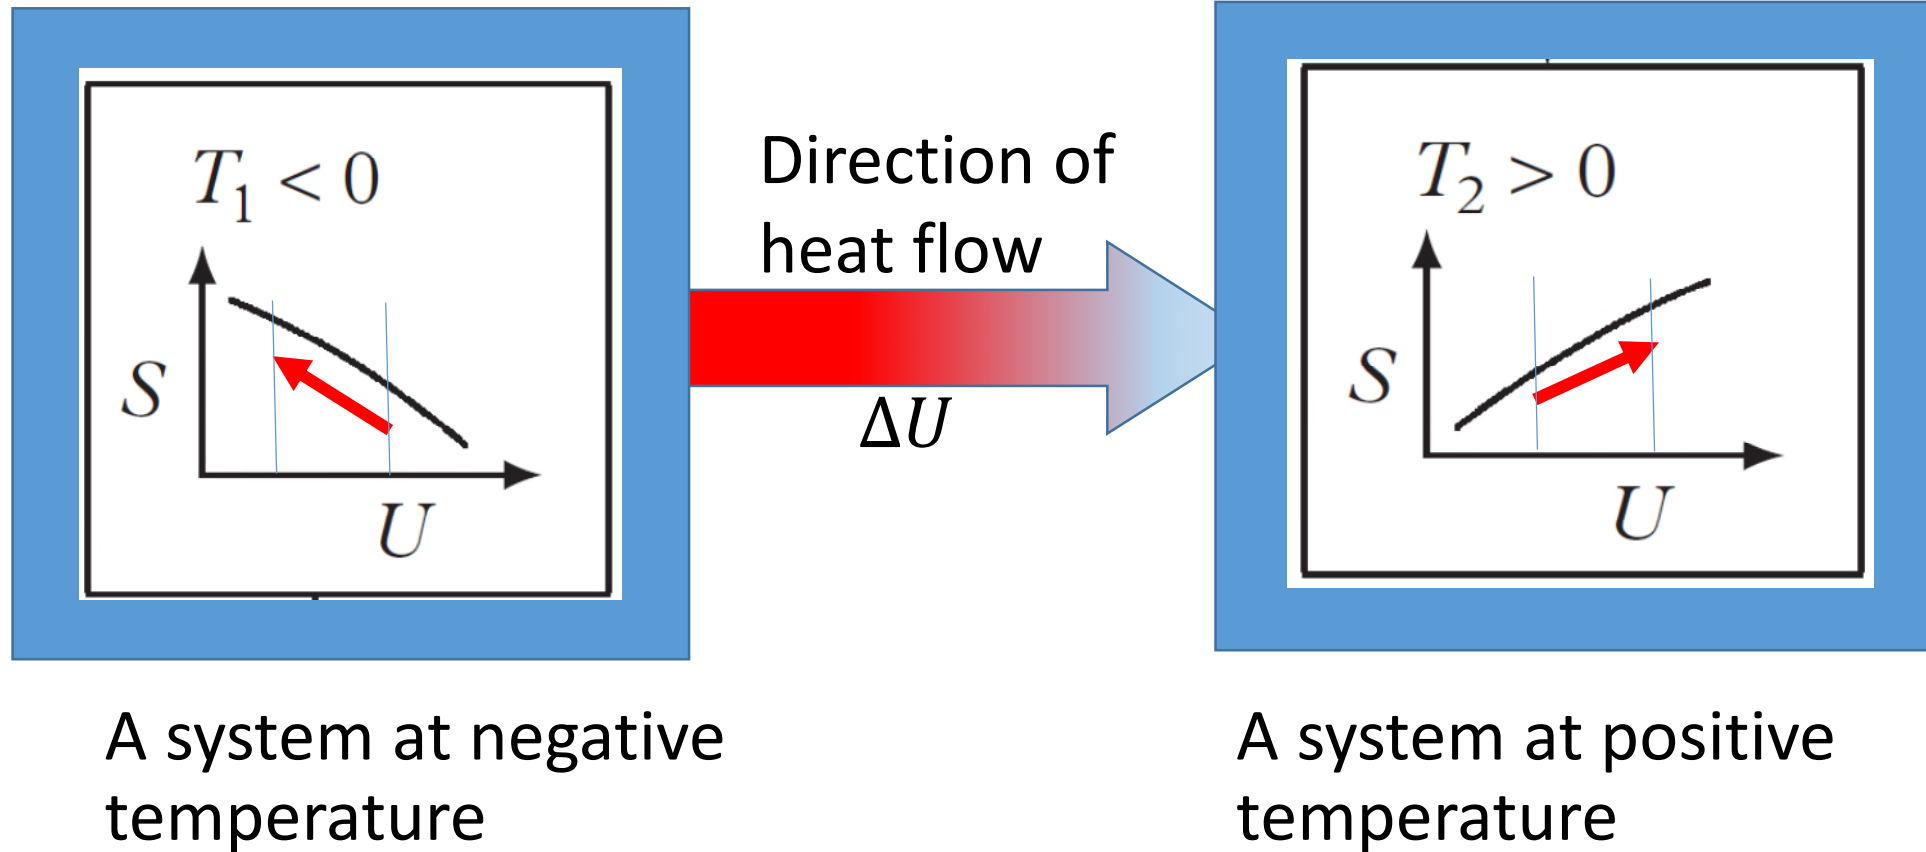 T₁ < 0
S
U
Direction of
heat flow
ΔU
T₂ > 0
S
U
A system at negative
temperature
A system at positive
temperature